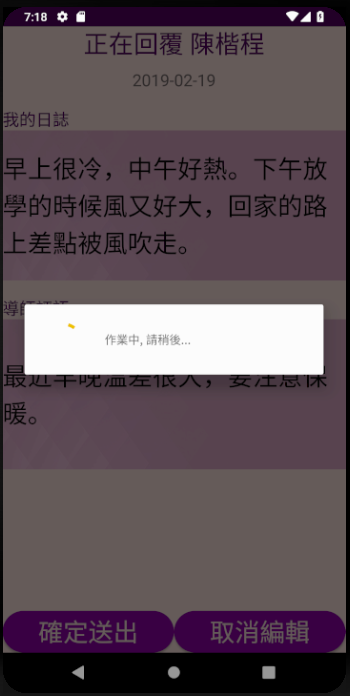 7:18
正在回覆 陳楷程
2019-02-19
我的日誌
早上很冷，中午好熱。下午放
學的時候風又好大，回家的路
上差點被風吹走。
作業中, 請稍後...
最近早晚溫差很大，要注意保
暖。
確定送出
取消編輯